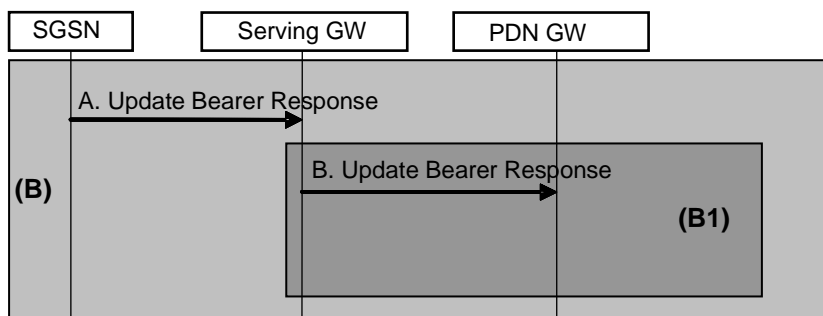 SGSN
Serving GW
PDN GW
A. Update Bearer Response
B. Update Bearer Response
(B)
(B1)